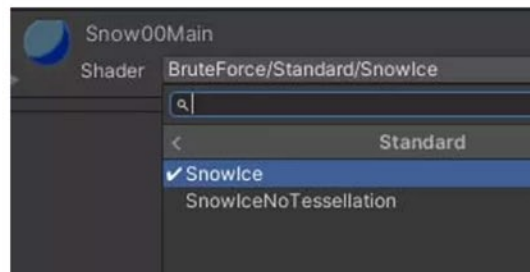 Snow00Main
Shader BruteForce/Standard/SnowIce
< Standard
✔ SnowIce
SnowIceNoTessellation